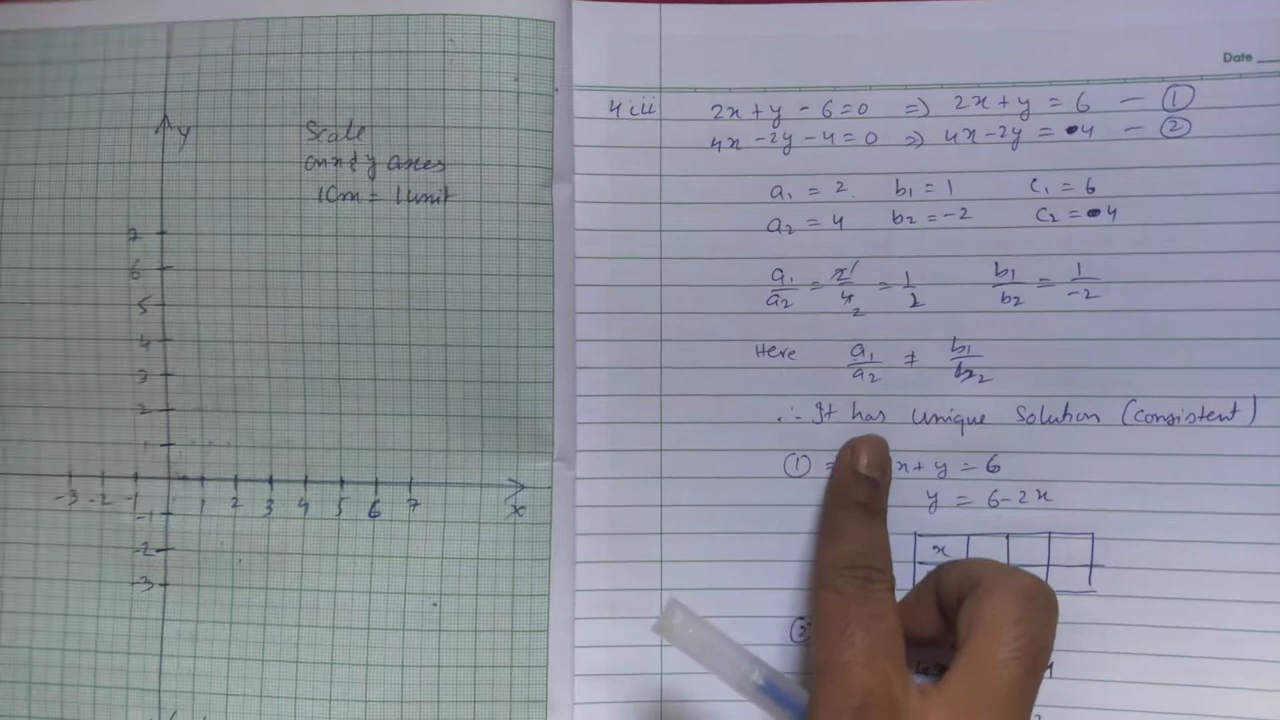 y
Scale
on x & y axes
1cm = 1 unit
7
6
5
4
3
2
1
-3 -2 -1 1 2 3 4 5 6 7 x
-1
-2
-3
Date
4iii 2x + y - 6 = 0 => 2x + y = 6 — ①
4x - 2y - 4 = 0 => 4x - 2y = 4 — ②
a₁ = 2 b₁ = 1 c₁ = 6
a₂ = 4 b₂ = -2 c₂ = 4
a₁/a₂ = 2/4 = 1/2 b₁/b₂ = 1/-2
Here a₁/a₂ ≠ b₁/b₂
∴ It has unique solution (consistent)
① = x + y = 6
y = 6 - 2x
x
②